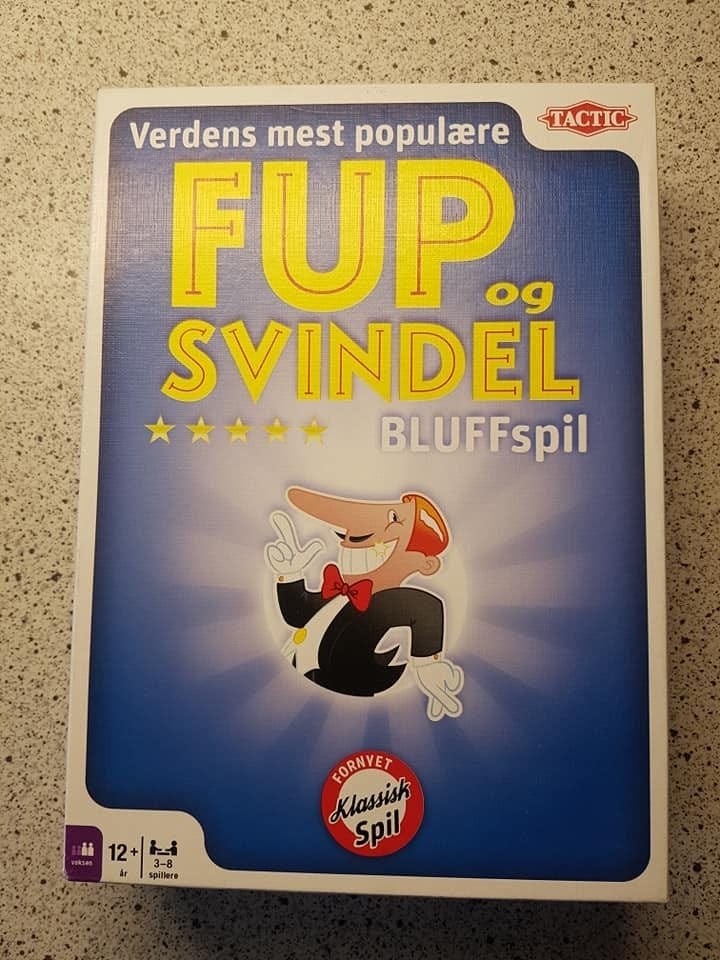 Verdens mest populære
TACTIC
FUP
og
SVINDEL
BLUFFspil
FORNYET
Klassisk
Spil
voksen
12+
år
3-8
spillere